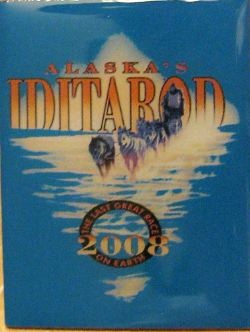 ALASKA'S
IDITAROD
THE LAST GREAT RACE
2008
ON EARTH